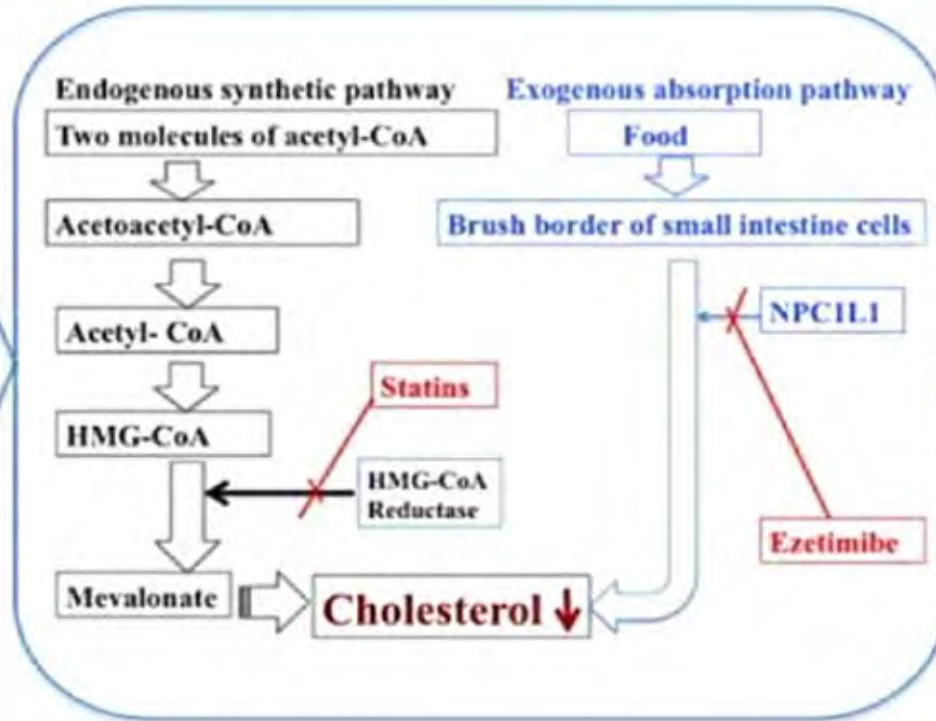 Endogenous synthetic pathway
Two molecules of acetyl-CoA
Acetoacetyl-CoA
Acetyl- CoA
HMG-CoA
Statins
HMG-CoA
Reductase
Mevalonate
Exogenous absorption pathway
Food
Brush border of small intestine cells
NPC1L1
Ezetimibe
Cholesterol ↓